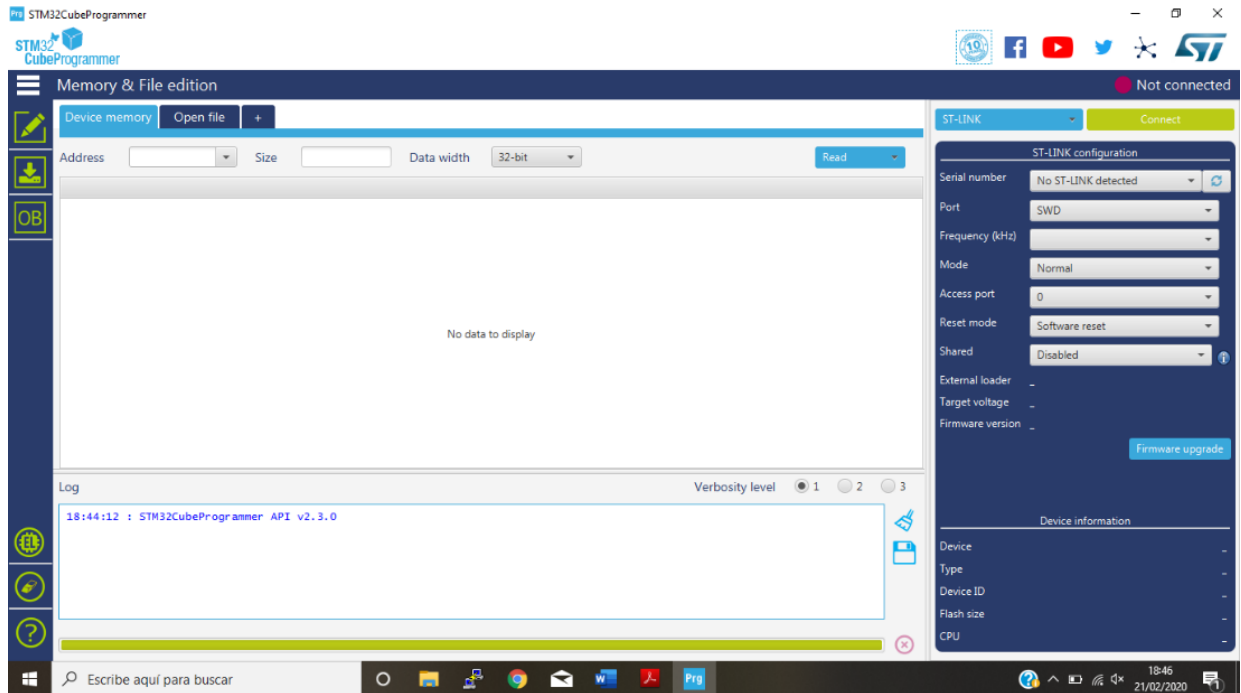 Prg STM32CubeProgrammer
STM32
CubeProgrammer
10
Memory & File edition
Not connected
Device memory Open file +
ST-LINK Connect
Address Size Data width 32-bit Read
ST-LINK configuration
Serial number No ST-LINK detected
OB
Port SWD
Frequency (kHz)
Mode Normal
Access port 0
Reset mode Software reset
No data to display
Shared Disabled
External loader -
Target voltage -
Firmware version -
Firmware upgrade
Log Verbosity level 1 2 3
18:44:12 : STM32CubeProgrammer API v2.3.0
Device information
Device -
Type -
Device ID -
Flash size -
CPU -
Escribe aquí para buscar
Prg
18:46
21/02/2020